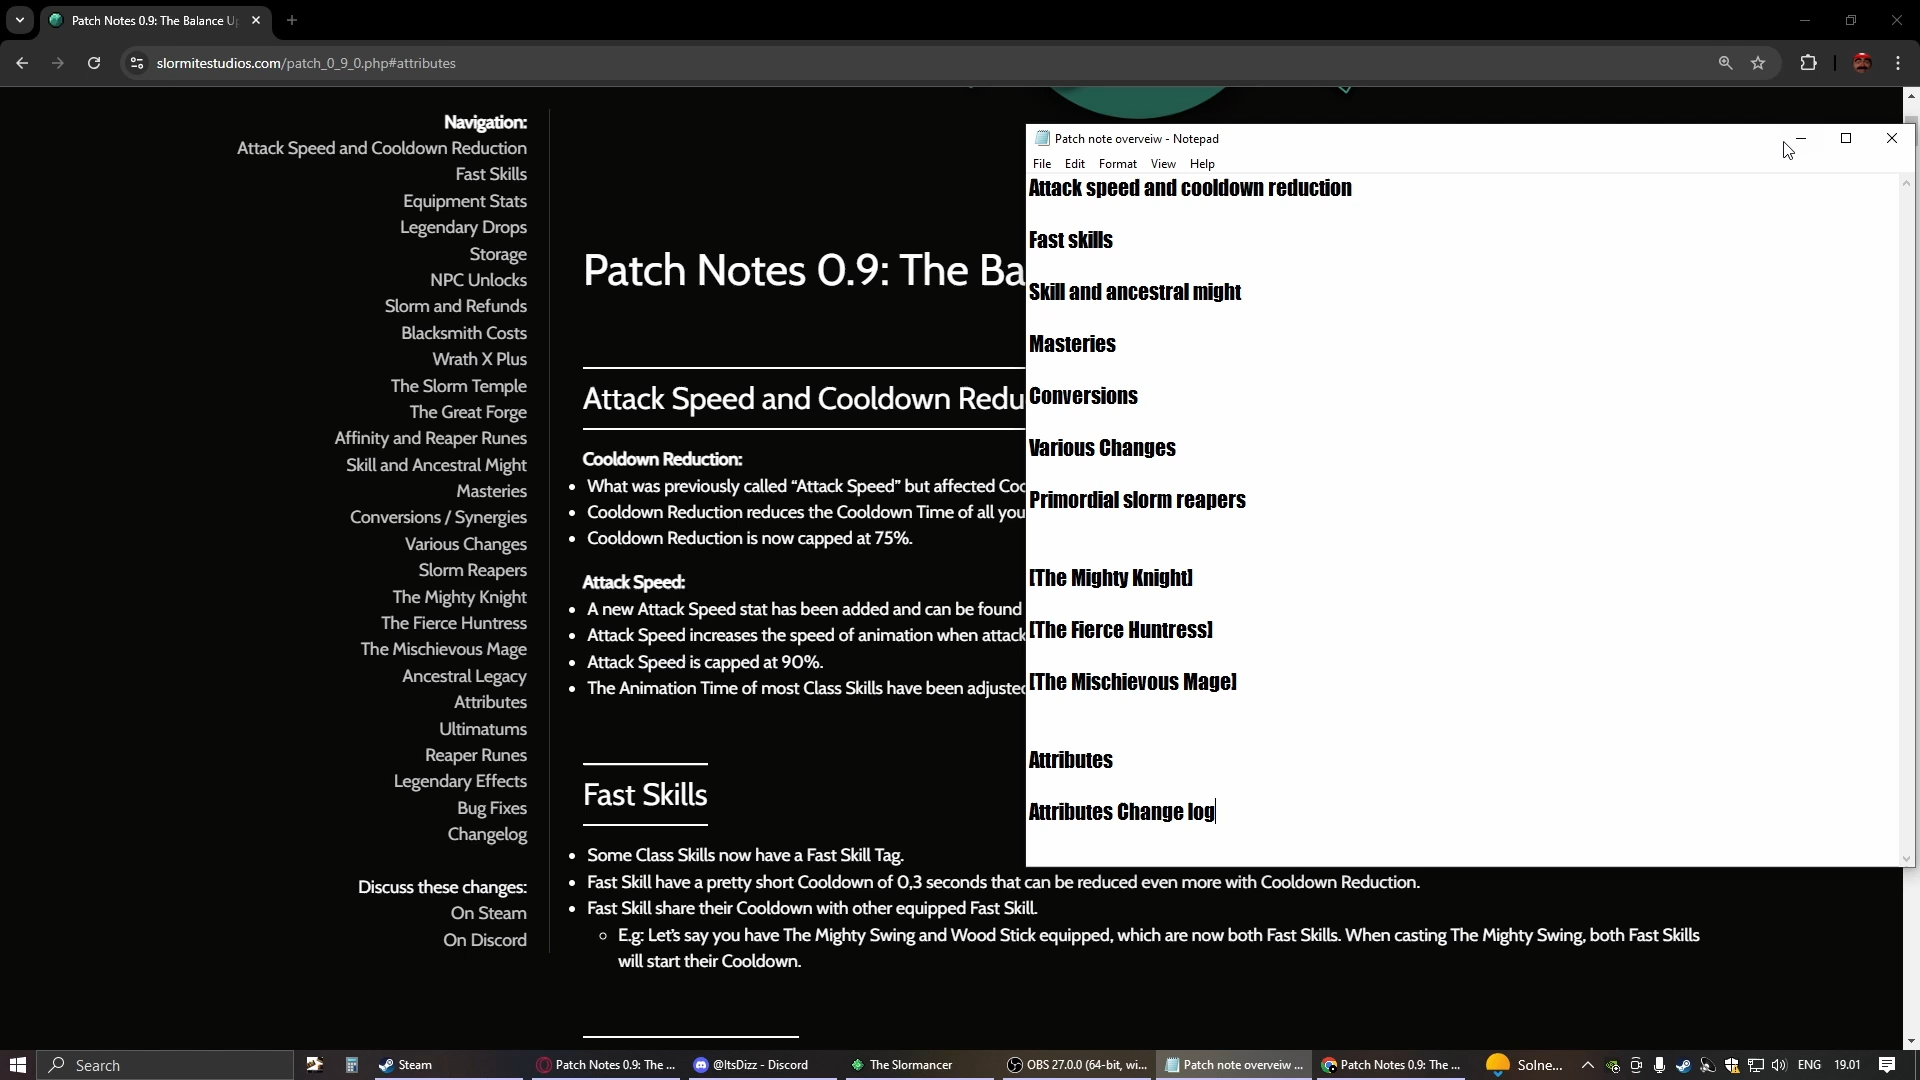 Patch Notes 0.9: The Balance U
slormitestudios.com/patch_0_9_0.php#attributes
Navigation:
Attack Speed and Cooldown Reduction
Fast Skills
Equipment Stats
Legendary Drops
Storage
NPC Unlocks
Slorm and Refunds
Blacksmith Costs
Wrath X Plus
The Slorm Temple
The Great Forge
Affinity and Reaper Runes
Skill and Ancestral Might
Masteries
Conversions / Synergies
Various Changes
Slorm Reapers
The Mighty Knight
The Fierce Huntress
The Mischievous Mage
Ancestral Legacy
Attributes
Ultimatums
Reaper Runes
Legendary Effects
Bug Fixes
Changelog
Discuss these changes:
On Steam
On Discord
Patch Notes 0.9: The Ba
Attack Speed and Cooldown Redu
Cooldown Reduction:
• What was previously called “Attack Speed” but affected Coo
• Cooldown Reduction reduces the Cooldown Time of all you
• Cooldown Reduction is now capped at 75%.
Attack Speed:
• A new Attack Speed stat has been added and can be found
• Attack Speed increases the speed of animation when attack
• Attack Speed is capped at 90%.
• The Animation Time of most Class Skills have been adjusted
Fast Skills
• Some Class Skills now have a Fast Skill Tag.
• Fast Skill have a pretty short Cooldown of 0,3 seconds that can be reduced even more with Cooldown Reduction.
• Fast Skill share their Cooldown with other equipped Fast Skill.
E.g: Let's say you have The Mighty Swing and Wood Stick equipped, which are now both Fast Skills. When casting The Mighty Swing, both Fast Skills
will start their Cooldown.
Patch note overveiw - Notepad
File Edit Format View Help
Attack speed and cooldown reduction
Fast skills
Skill and ancestral might
Masteries
Conversions
Various Changes
Primordial slorm reapers
[The Mighty Knight]
[The Fierce Huntress]
[The Mischievous Mage]
Attributes
Attributes Change log
Search
Steam
Patch Notes 0.9: The ...
@ItsDizz - Discord
The Slormancer
OBS 27.0.0 (64-bit, wi...
Patch note overveiw ...
Patch Notes 0.9: The ...
Solne...
ENG
19.01